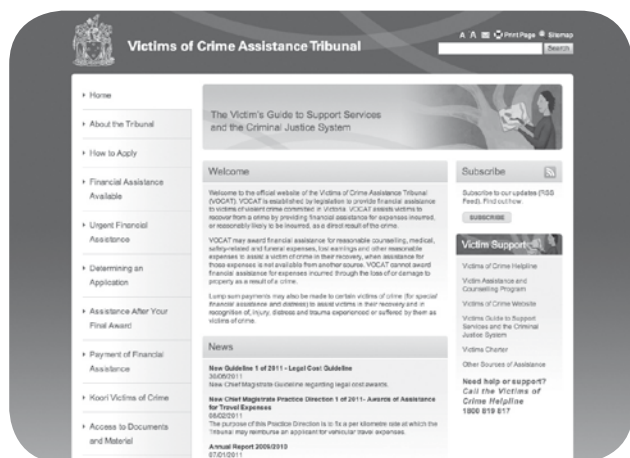 Victims of Crime Assistance Tribunal
A A Print Page Sitemap
Search
Home
About the Tribunal
How to Apply
Financial Assistance
Available
Urgent Financial
Assistance
Determining an
Application
Assistance After Your
Final Award
Payment of Financial
Assistance
Koori Victims of Crime
Access to Documents
and Material
The Victim's Guide to Support Services
and the Criminal Justice System
Welcome
Welcome to the official website of the Victims of Crime Assistance Tribunal
(VOCAT). VOCAT is established by legislation to provide financial assistance
to victims of violent crime committed in Victoria. VOCAT assists victims to
recover from a crime by providing financial assistance for expenses incurred,
or reasonably likely to be incurred, as a direct result of the crime.
VOCAT may award financial assistance for reasonable counselling, medical,
safety-related and funeral expenses, lost earnings and other reasonable
expenses to assist a victim of crime in their recovery, when assistance for
those expenses is not available from another source. VOCAT cannot award
financial assistance for expenses incurred through the loss of or damage to
property as a result of a crime.
Lump sum payments may also be made to certain victims of crime (for special
financial assistance and distress) to assist victims in their recovery and in
recognition of, injury, distress and trauma experienced or suffered by them as
victims of crime.
News
New Guideline 1 of 2011 - Legal Cost Guideline
30/06/2011
New Chief Magistrate Guideline regarding legal cost awards.
New Chief Magistrate Practice Direction 1 of 2011- Awards of Assistance
for Travel Expenses
08/02/2011
The purpose of this Practice Direction is to fix a per kilometre rate at which the
Tribunal may reimburse an applicant for vehicular travel expenses.
Annual Report 2009/2010
07/01/2011
Subscribe
Subscribe to our updates (RSS
Feed). Find out how.
SUBSCRIBE
Victim Support
Victims of Crime Helpline
Victim Assistance and
Counselling Program
Victims of Crime Website
Victims Guide to Support
Services and the Criminal
Justice System
Victims Charter
Other Sources of Assistance
Need help or support?
Call the Victims of
Crime Helpline
1800 819 817